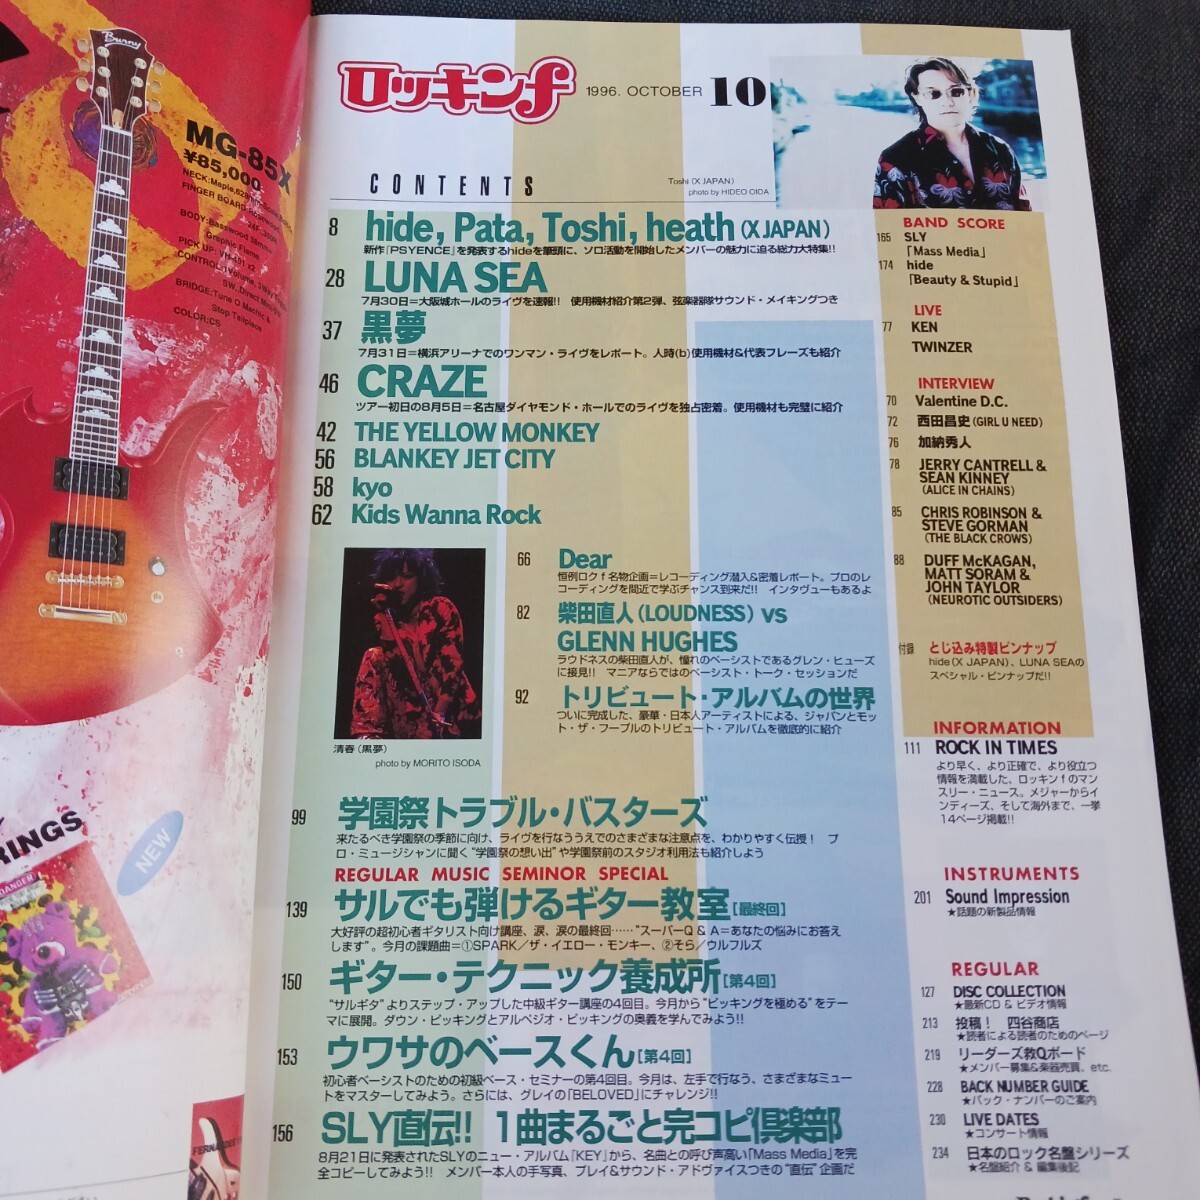 Burny
MG-85X
¥85,000
BRIDGE:Tune O Matic &
Stop Tailpiece
COLOR:CS
RINGS
NEW
DANGER
ロッキンf
1996. OCTOBER 10
CONTENTS
Toshi (X JAPAN)
photo by HIDEO OIDA
8 hide, Pata, Toshi, heath (X JAPAN)
新作『PSYENCE』を発表するhideを筆頭に、ソロ活動を開始したメンバーの魅力に迫る総力大特集!!
28 LUNA SEA
7月30日=大阪城ホールのライヴを速報!! 使用機材紹介第2弾、弦楽器隊サウンド・メイキングつき
37 黒夢
7月31日=横浜アリーナでのワンマン・ライヴをレポート。人時(b)使用機材&代表フレーズも紹介
46 CRAZE
ツアー初日の8月5日=名古屋ダイヤモンド・ホールでのライヴを独占密着。使用機材も完璧に紹介
42 THE YELLOW MONKEY
56 BLANKEY JET CITY
58 kyo
62 Kids Wanna Rock
清春(黒夢)
photo by MORITO ISODA
66 Dear
恒例ロクf名物企画=レコーディング潜入&密着レポート。プロのレ
コーディングを間近で学ぶチャンス到来だ!! インタヴューもあるよ
82 柴田直人(LOUDNESS) vs
GLENN HUGHES
ラウドネスの柴田直人が、憧れのベーシストであるグレン・ヒューズ
に接見!! マニアならではのベーシスト・トーク・セッションだ
92 トリビュート・アルバムの世界
ついに完成した、豪華・日本人アーティストによる、ジャパンとモッ
ト・ザ・フープルのトリビュート・アルバムを徹底的に紹介
99 学園祭トラブル・バスターズ
来たるべき学園祭の季節に向け、ライヴを行なううえでのさまざまな注意点を、わかりやすく伝授! プ
ロ・ミュージシャンに聞く“学園祭の想い出”や学園祭前のスタジオ利用法も紹介しよう
REGULAR MUSIC SEMINOR SPECIAL
139 サルでも弾けるギター教室[最終回]
大好評の超初心者ギタリスト向け講座、涙、涙の最終回……“スーパーQ&A=あなたの悩みにお答え
します”。今月の課題曲=①SPARK/ザ・イエロー・モンキー、②そら/ウルフルズ
150 ギター・テクニック養成所[第4回]
“サルギタ”よりステップ・アップした中級ギター講座の4回目。今月から“ピッキングを極める”をテー
マに展開。ダウン・ピッキングとアルペジオ・ピッキングの奥義を学んでみよう!!
153 ウワサのベースくん[第4回]
初心者ベーシストのための初級ベース・セミナーの第4回目。今月は、左手で行なう、さまざまなミュー
トをマスターしてみよう。さらには、グレイの「BELOVED」にチャレンジ!!
156 SLY直伝!! 1曲まるごと完コピ倶楽部
8月21日に発表されたSLYのニュー・アルバム『KEY』から、名曲との呼び声高い「Mass Media」を完
全コピーしてみよう!! メンバー本人の手写真、プレイ&サウンド・アドヴァイスつきの“直伝”企画だ
BAND SCORE
165 SLY
「Mass Media」
174 hide
「Beauty & Stupid」
LIVE
77 KEN
TWINZER
INTERVIEW
70 Valentine D.C.
72 西田昌史(GIRL U NEED)
76 加納秀人
78 JERRY CANTRELL &
SEAN KINNEY
(ALICE IN CHAINS)
85 CHRIS ROBINSON &
STEVE GORMAN
(THE BLACK CROWS)
88 DUFF McKAGAN,
MATT SORAM &
JOHN TAYLOR
(NEUROTIC OUTSIDERS)
付録 とじ込み特製ピンナップ
hide(X JAPAN)、LUNA SEAの
スペシャル・ピンナップだ!!
INFORMATION
111 ROCK IN TIMES
より早く、より正確で、より役立つ
情報を満載した、ロッキンfのマン
スリー・ニュース。メジャーからイン
ディーズ、そして海外まで、一挙
14ページ掲載!!
INSTRUMENTS
201 Sound Impression
★話題の新製品情報
REGULAR
127 DISC COLLECTION
★最新CD & ビデオ情報
213 投稿! 四谷商店
★読者による読者のためのページ
219 リーダーズ救Qボード
★メンバー募集&楽器売買、etc.
228 BACK NUMBER GUIDE
★バック・ナンバーのご案内
230 LIVE DATES
★コンサート情報
234 日本のロック名盤シリーズ
★名盤紹介 & 編集後記